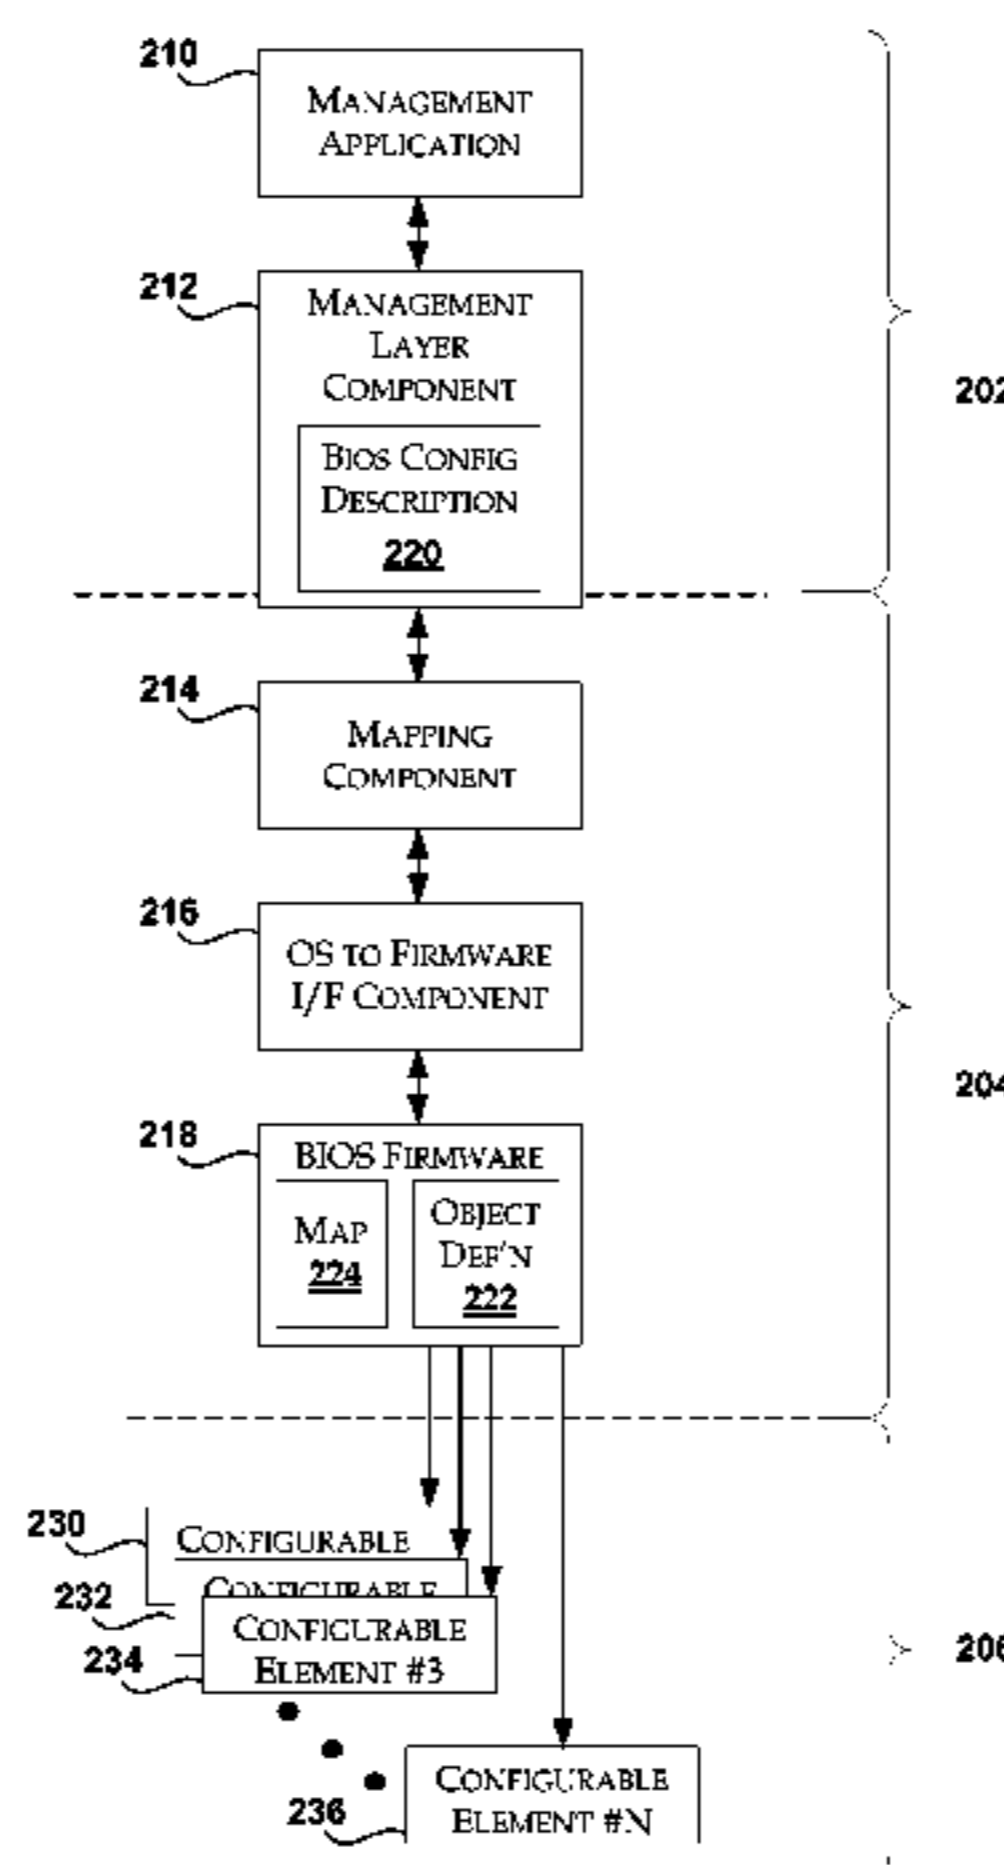 210
MANAGEMENT
APPLICATION
212
MANAGEMENT
LAYER
COMPONENT
202
BIOS CONFIG
DESCRIPTION
220
214
MAPPING
COMPONENT
216
OS TO FIRMWARE
I/F COMPONENT
204
218
BIOS FIRMWARE
MAP
224
OBJECT
DEF'N
222
230
CONFIGURABLE
232
CONFIGURABLE
234
CONFIGURABLE
ELEMENT #3
206
236
CONFIGURABLE
ELEMENT #N